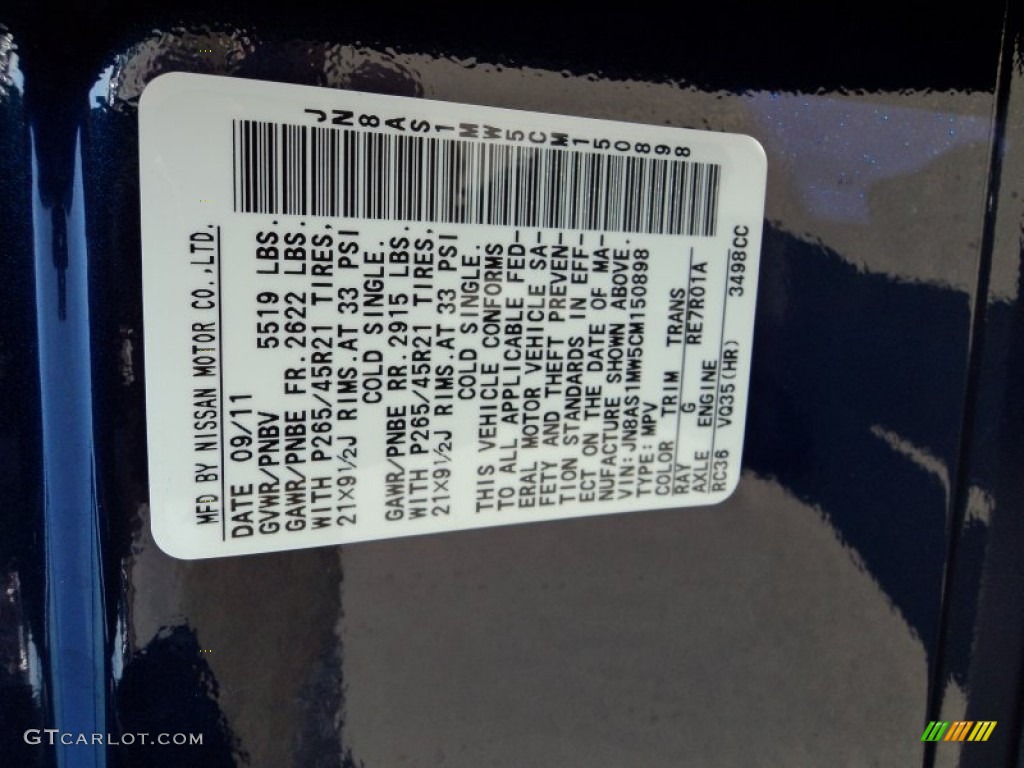 MFD BY NISSAN MOTOR CO.,LTD.
JN8AS1MW5CM150898
DATE 09/11
GVWR/PNBV 5519 LBS.
GAWR/PNBE FR. 2622 LBS.
WITH P265/45R21 TIRES,
21X9½J RIMS.AT 33 PSI
COLD SINGLE.
GAWR/PNBE RR. 2915 LBS.
WITH P265/45R21 TIRES,
21X9½J RIMS.AT 33 PSI
COLD SINGLE.
THIS VEHICLE CONFORMS
TO ALL APPLICABLE FED-
ERAL MOTOR VEHICLE SA-
FETY AND THEFT PREVEN-
TION STANDARDS IN EFF-
ECT ON THE DATE OF MA-
NUFACTURE SHOWN ABOVE.
VIN:JN8AS1MW5CM150898
TYPE:MPV
COLOR TRIM TRANS
RAY G RE7R01A
AXLE ENGINE
RC36 VQ35(HR) 3498CC
GTCARLOT.COM